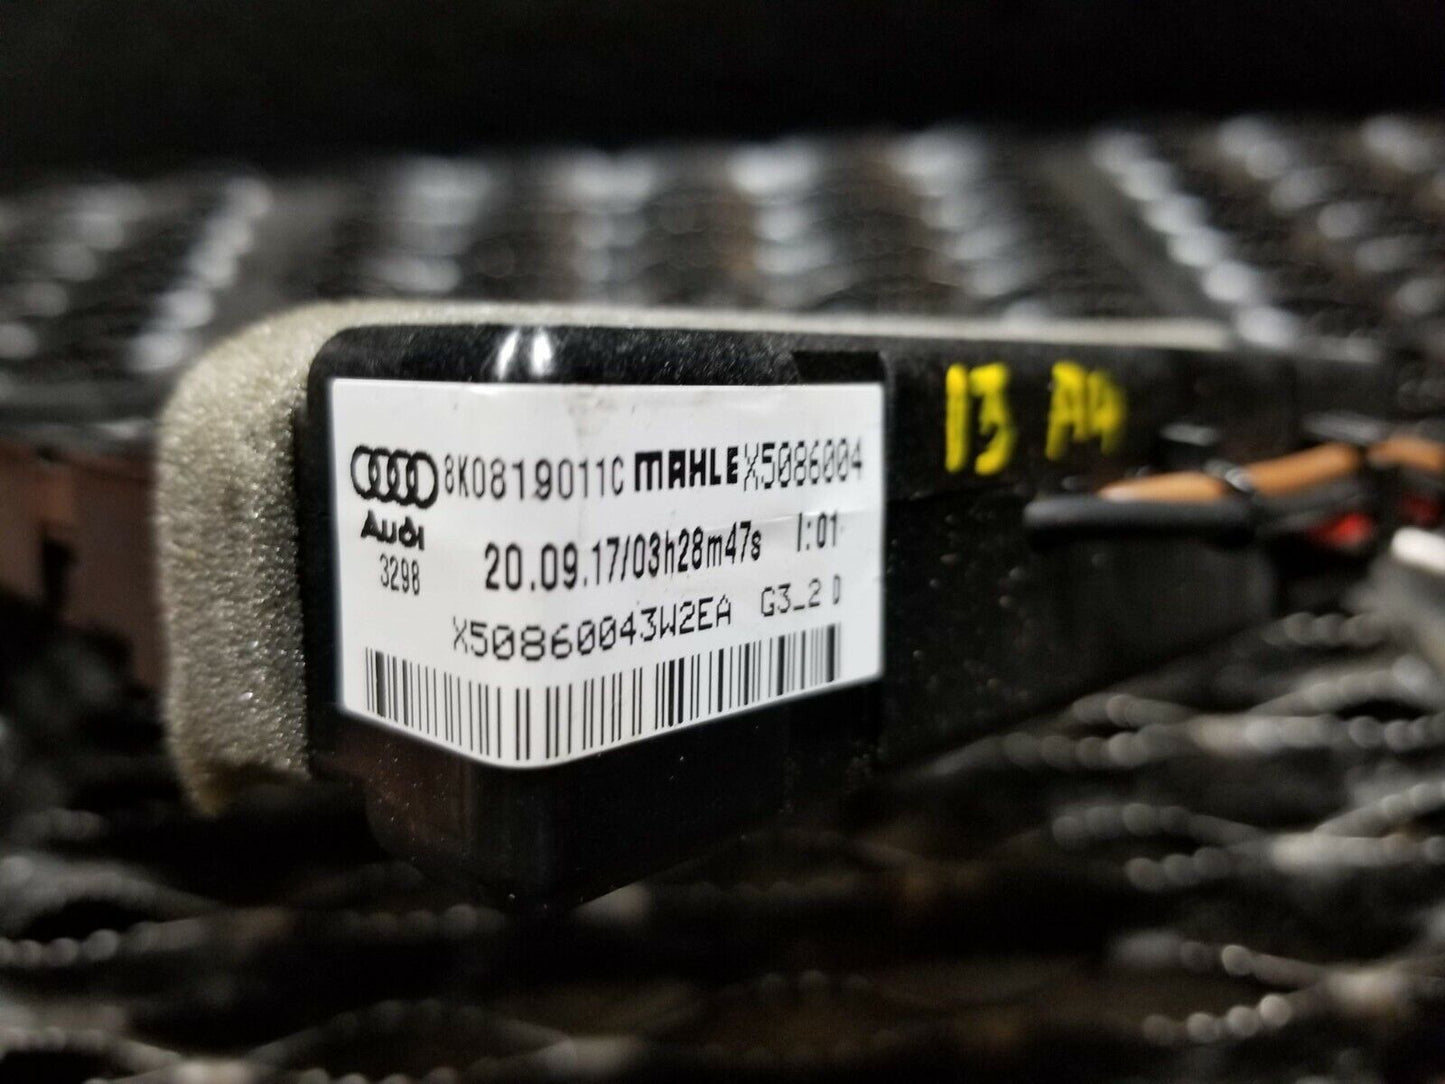 8K0819011C MAHLE X5086004
Audi
3298
20.09.17/03h28m47s I:01
X50860043W2EA G3_2 D
13 A4